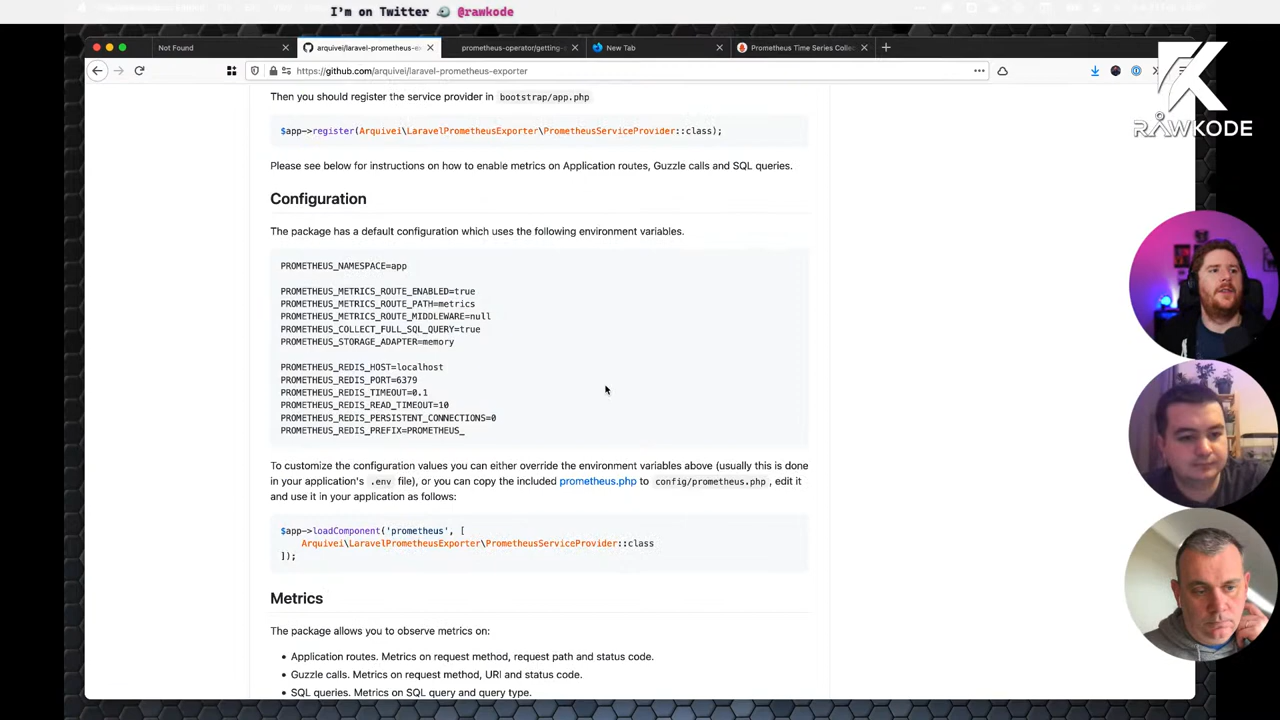 I'm on Twitter @rawkode
Not Found
arquivei/laravel-prometheus-ex
prometheus-operator/getting-
New Tab
Prometheus Time Series Collec
https://github.com/arquivei/laravel-prometheus-exporter
RAWKODE
Then you should register the service provider in bootstrap/app.php
$app->register(Arquivei\LaravelPrometheusExporter\PrometheusServiceProvider::class);
Please see below for instructions on how to enable metrics on Application routes, Guzzle calls and SQL queries.
Configuration
The package has a default configuration which uses the following environment variables.
PROMETHEUS_NAMESPACE=app
PROMETHEUS_METRICS_ROUTE_ENABLED=true
PROMETHEUS_METRICS_ROUTE_PATH=metrics
PROMETHEUS_METRICS_ROUTE_MIDDLEWARE=null
PROMETHEUS_COLLECT_FULL_SQL_QUERY=true
PROMETHEUS_STORAGE_ADAPTER=memory
PROMETHEUS_REDIS_HOST=localhost
PROMETHEUS_REDIS_PORT=6379
PROMETHEUS_REDIS_TIMEOUT=0.1
PROMETHEUS_REDIS_READ_TIMEOUT=10
PROMETHEUS_REDIS_PERSISTENT_CONNECTIONS=0
PROMETHEUS_REDIS_PREFIX=PROMETHEUS_
To customize the configuration values you can either override the environment variables above (usually this is done
in your application's .env file), or you can copy the included prometheus.php to config/prometheus.php, edit it
and use it in your application as follows:
$app->loadComponent('prometheus', [
Arquivei\LaravelPrometheusExporter\PrometheusServiceProvider::class
]);
Metrics
The package allows you to observe metrics on:
• Application routes. Metrics on request method, request path and status code.
• Guzzle calls. Metrics on request method, URI and status code.
• SQL queries. Metrics on SQL query and query type.